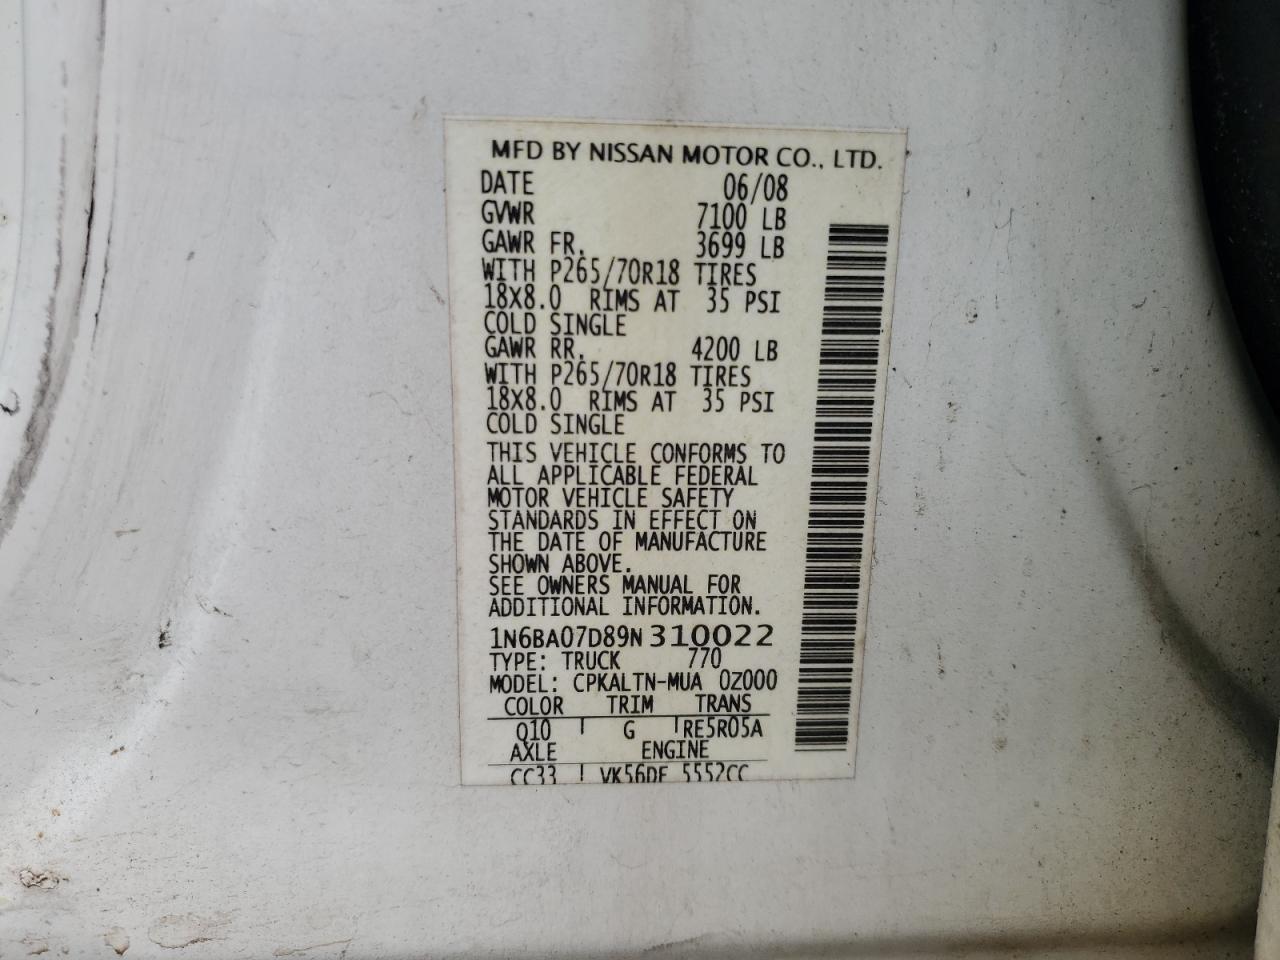 MFD BY NISSAN MOTOR CO., LTD.
DATE 06/08
GVWR 7100 LB
GAWR FR. 3699 LB
WITH P265/70R18 TIRES
18X8.0 RIMS AT 35 PSI
COLD SINGLE
GAWR RR. 4200 LB
WITH P265/70R18 TIRES
18X8.0 RIMS AT 35 PSI
COLD SINGLE
THIS VEHICLE CONFORMS TO
ALL APPLICABLE FEDERAL
MOTOR VEHICLE SAFETY
STANDARDS IN EFFECT ON
THE DATE OF MANUFACTURE
SHOWN ABOVE.
SEE OWNERS MANUAL FOR
ADDITIONAL INFORMATION.
1N6BA07D89N310022
TYPE: TRUCK 770
MODEL: CPKALTN-MUA 0Z000
COLOR TRIM TRANS
Q10 G RE5R05A
AXLE ENGINE
CC33 VK56DE 5552CC